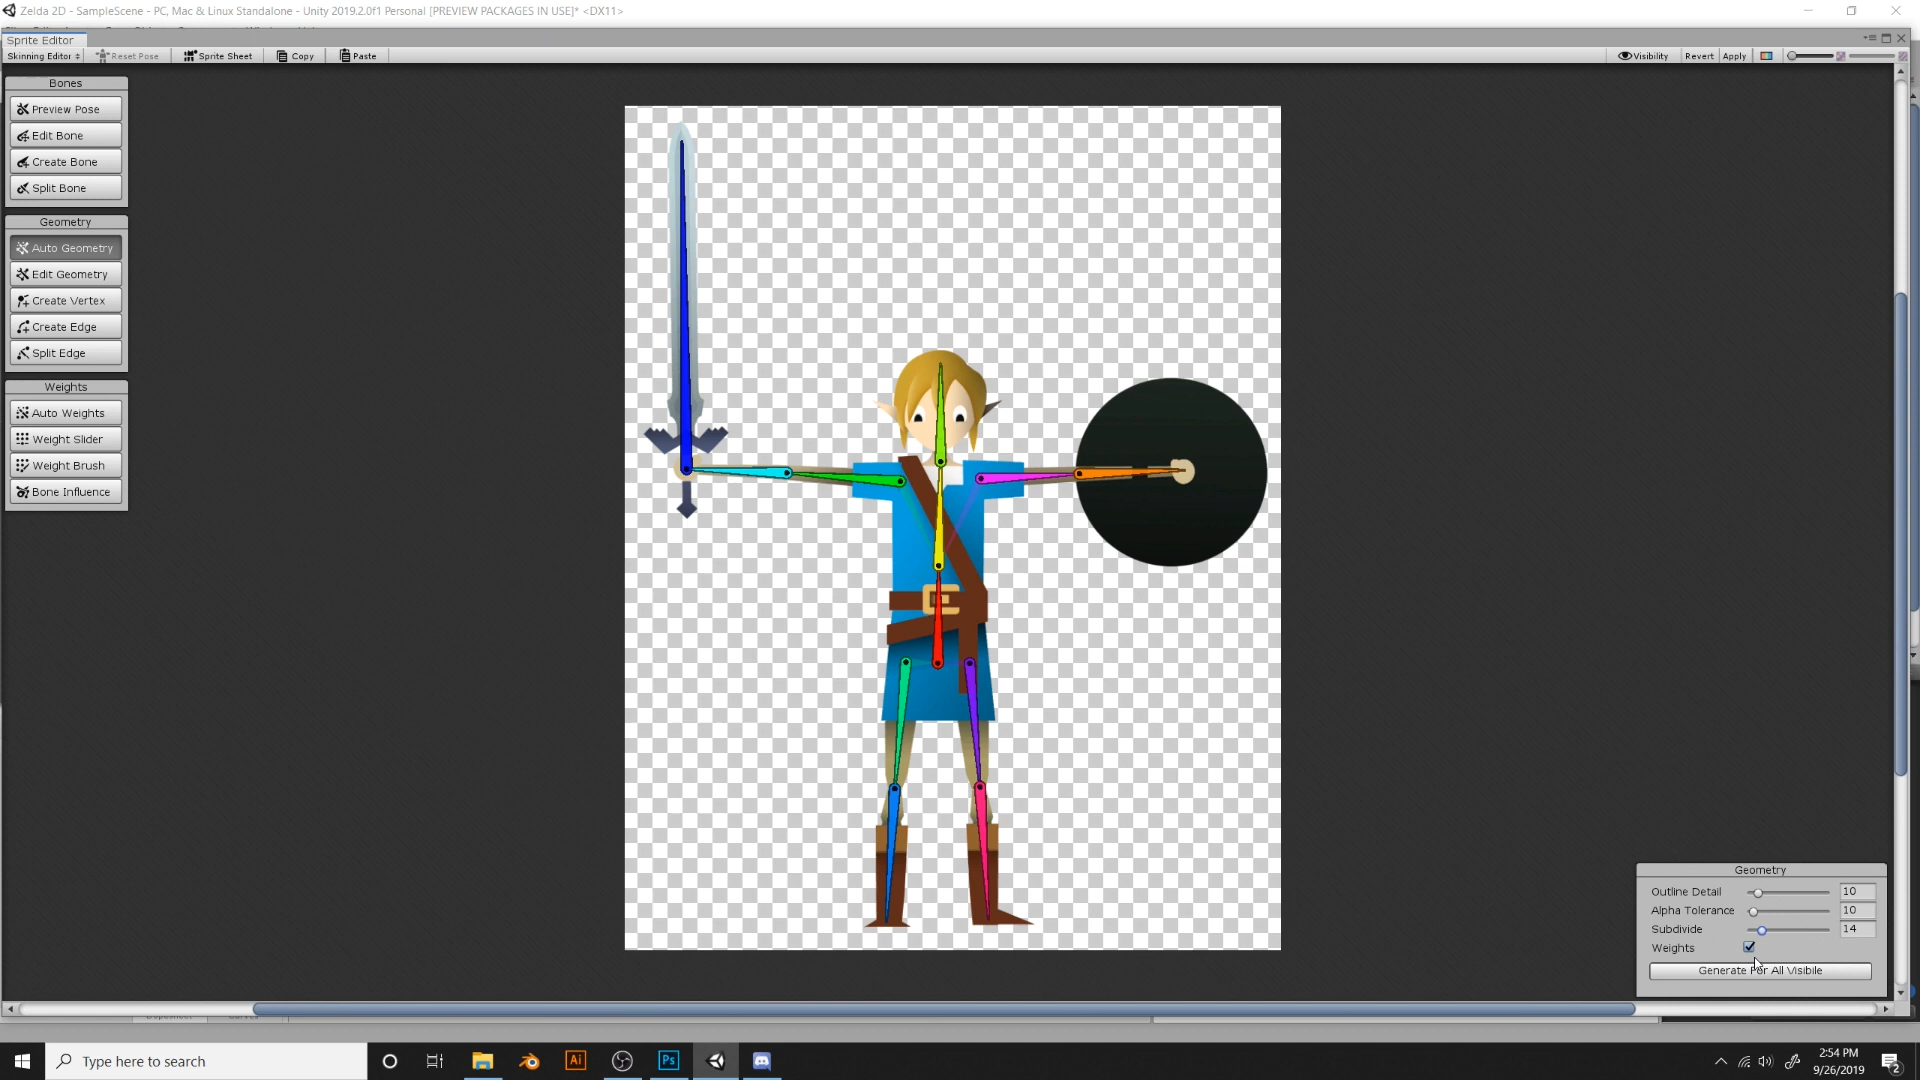 Zelda 2D - SampleScene - PC, Mac & Linux Standalone - Unity 2019.2.0f1 Personal [PREVIEW PACKAGES IN USE]* <DX11>
Sprite Editor
Skinning Editor
Reset Pose
Sprite Sheet
Copy
Paste
Visibility
Revert
Apply
Bones
Preview Pose
Edit Bone
Create Bone
Split Bone
Geometry
Auto Geometry
Edit Geometry
Create Vertex
Create Edge
Split Edge
Weights
Auto Weights
Weight Slider
Weight Brush
Bone Influence
Geometry
Outline Detail 10
Alpha Tolerance 10
Subdivide 14
Weights
Generate For All Visibile
Type here to search
Ai
Ps
2:54 PM
9/26/2019
2